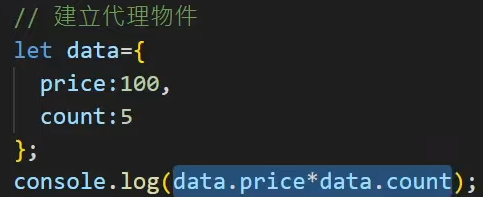 // 建立代理物件
let data={
  price:100,
  count:5
};
console.log(data.price*data.count);